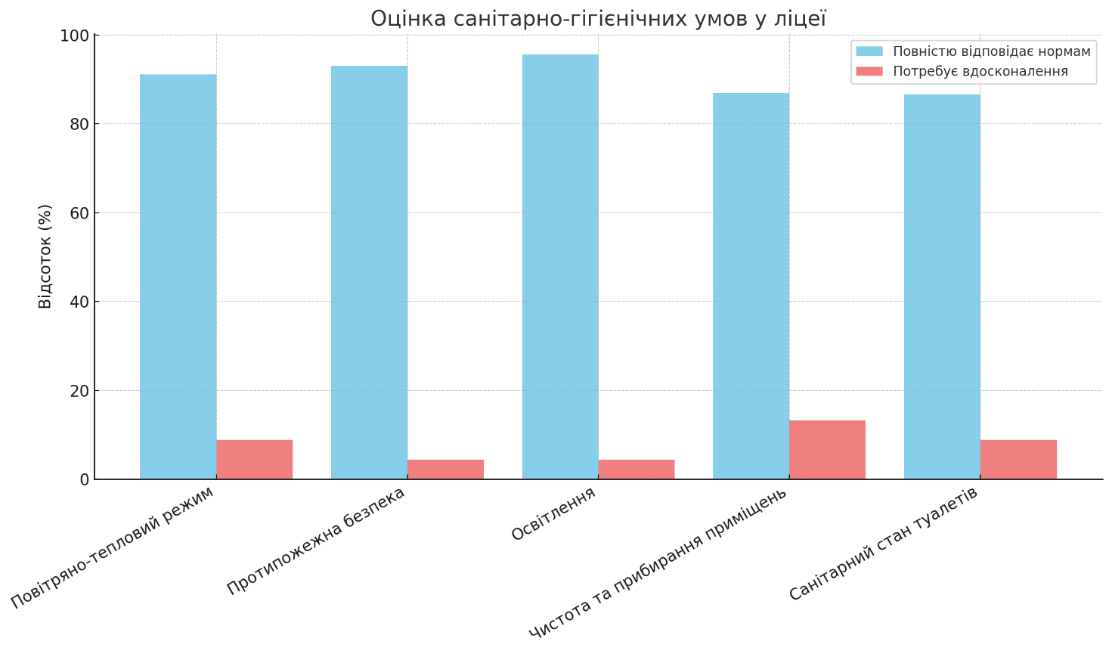 Оцінка санітарно-гігієнічних умов у ліцеї
Повністю відповідає нормам
Потребує вдосконалення
Відсоток (%)
100
80
60
40
20
0
Повітряно-тепловий режим
Протипожежна безпека
Освітлення
Чистота та прибирання приміщень
Санітарний стан туалетів